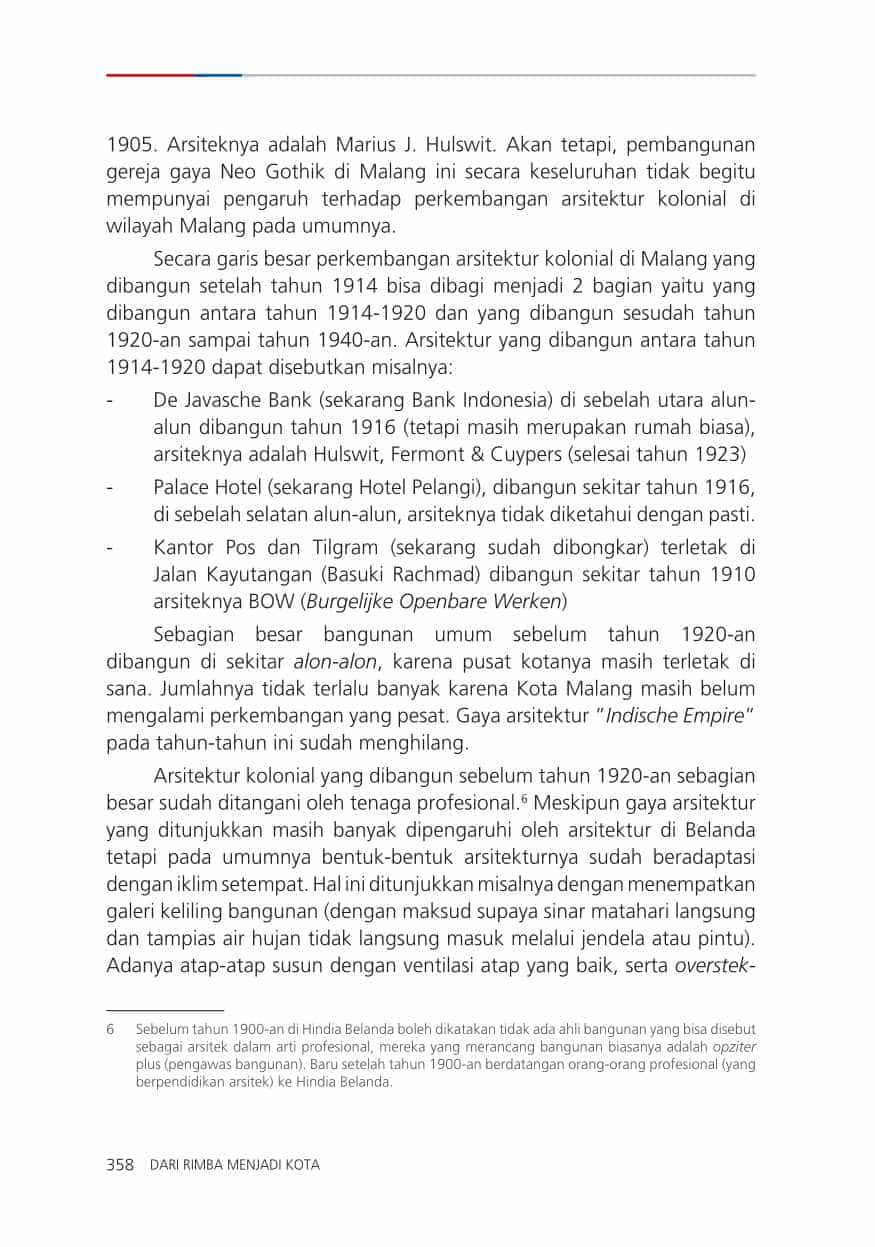 1905. Arsiteknya adalah Marius J. Hulswit. Akan tetapi, pembangunan
gereja gaya Neo Gothik di Malang ini secara keseluruhan tidak begitu
mempunyai pengaruh terhadap perkembangan arsitektur kolonial di
wilayah Malang pada umumnya.
Secara garis besar perkembangan arsitektur kolonial di Malang yang
dibangun setelah tahun 1914 bisa dibagi menjadi 2 bagian yaitu yang
dibangun antara tahun 1914-1920 dan yang dibangun sesudah tahun
1920-an sampai tahun 1940-an. Arsitektur yang dibangun antara tahun
1914-1920 dapat disebutkan misalnya:
- De Javasche Bank (sekarang Bank Indonesia) di sebelah utara alun-
alun dibangun tahun 1916 (tetapi masih merupakan rumah biasa),
arsiteknya adalah Hulswit, Fermont & Cuypers (selesai tahun 1923)
- Palace Hotel (sekarang Hotel Pelangi), dibangun sekitar tahun 1916,
di sebelah selatan alun-alun, arsiteknya tidak diketahui dengan pasti.
- Kantor Pos dan Tilgram (sekarang sudah dibongkar) terletak di
Jalan Kayutangan (Basuki Rachmad) dibangun sekitar tahun 1910
arsiteknya BOW (Burgelijke Openbare Werken)
Sebagian besar bangunan umum sebelum tahun 1920-an
dibangun di sekitar alon-alon, karena pusat kotanya masih terletak di
sana. Jumlahnya tidak terlalu banyak karena Kota Malang masih belum
mengalami perkembangan yang pesat. Gaya arsitektur "Indische Empire"
pada tahun-tahun ini sudah menghilang.
Arsitektur kolonial yang dibangun sebelum tahun 1920-an sebagian
besar sudah ditangani oleh tenaga profesional.⁶ Meskipun gaya arsitektur
yang ditunjukkan masih banyak dipengaruhi oleh arsitektur di Belanda
tetapi pada umumnya bentuk-bentuk arsitekturnya sudah beradaptasi
dengan iklim setempat. Hal ini ditunjukkan misalnya dengan menempatkan
galeri keliling bangunan (dengan maksud supaya sinar matahari langsung
dan tampias air hujan tidak langsung masuk melalui jendela atau pintu).
Adanya atap-atap susun dengan ventilasi atap yang baik, serta overstek-
6 Sebelum tahun 1900-an di Hindia Belanda boleh dikatakan tidak ada ahli bangunan yang bisa disebut
sebagai arsitek dalam arti profesional, mereka yang merancang bangunan biasanya adalah opziter
plus (pengawas bangunan). Baru setelah tahun 1900-an berdatangan orang-orang profesional (yang
berpendidikan arsitek) ke Hindia Belanda.
358 DARI RIMBA MENJADI KOTA